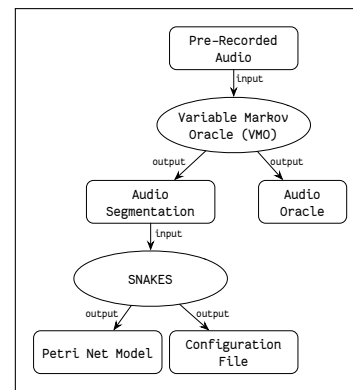 Pre-Recorded
Audio
input
Variable Markov
Oracle (VMO)
output
output
Audio
Segmentation
Audio
Oracle
input
SNAKES
output
output
Petri Net Model
Configuration
File